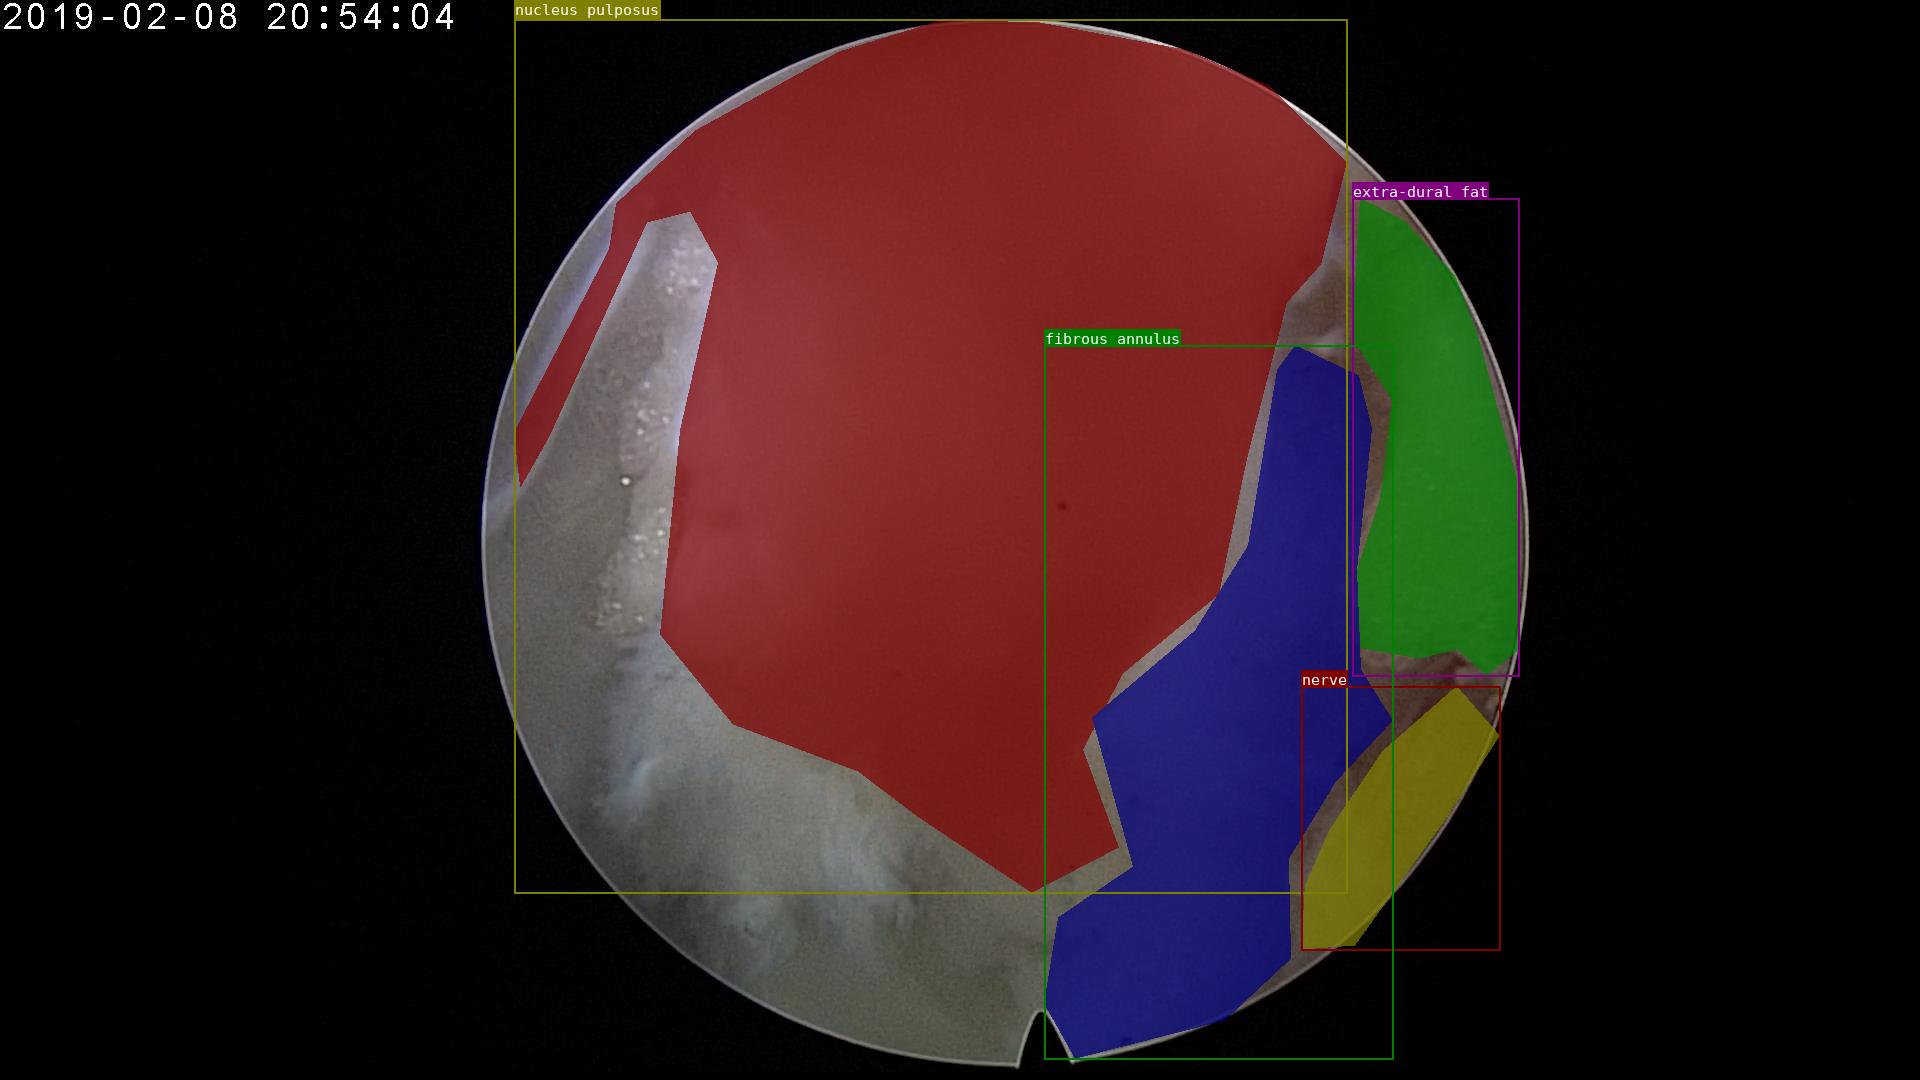 2019-02-08 20:54:04
nucleus pulposus
extra-dural fat
fibrous annulus
nerve